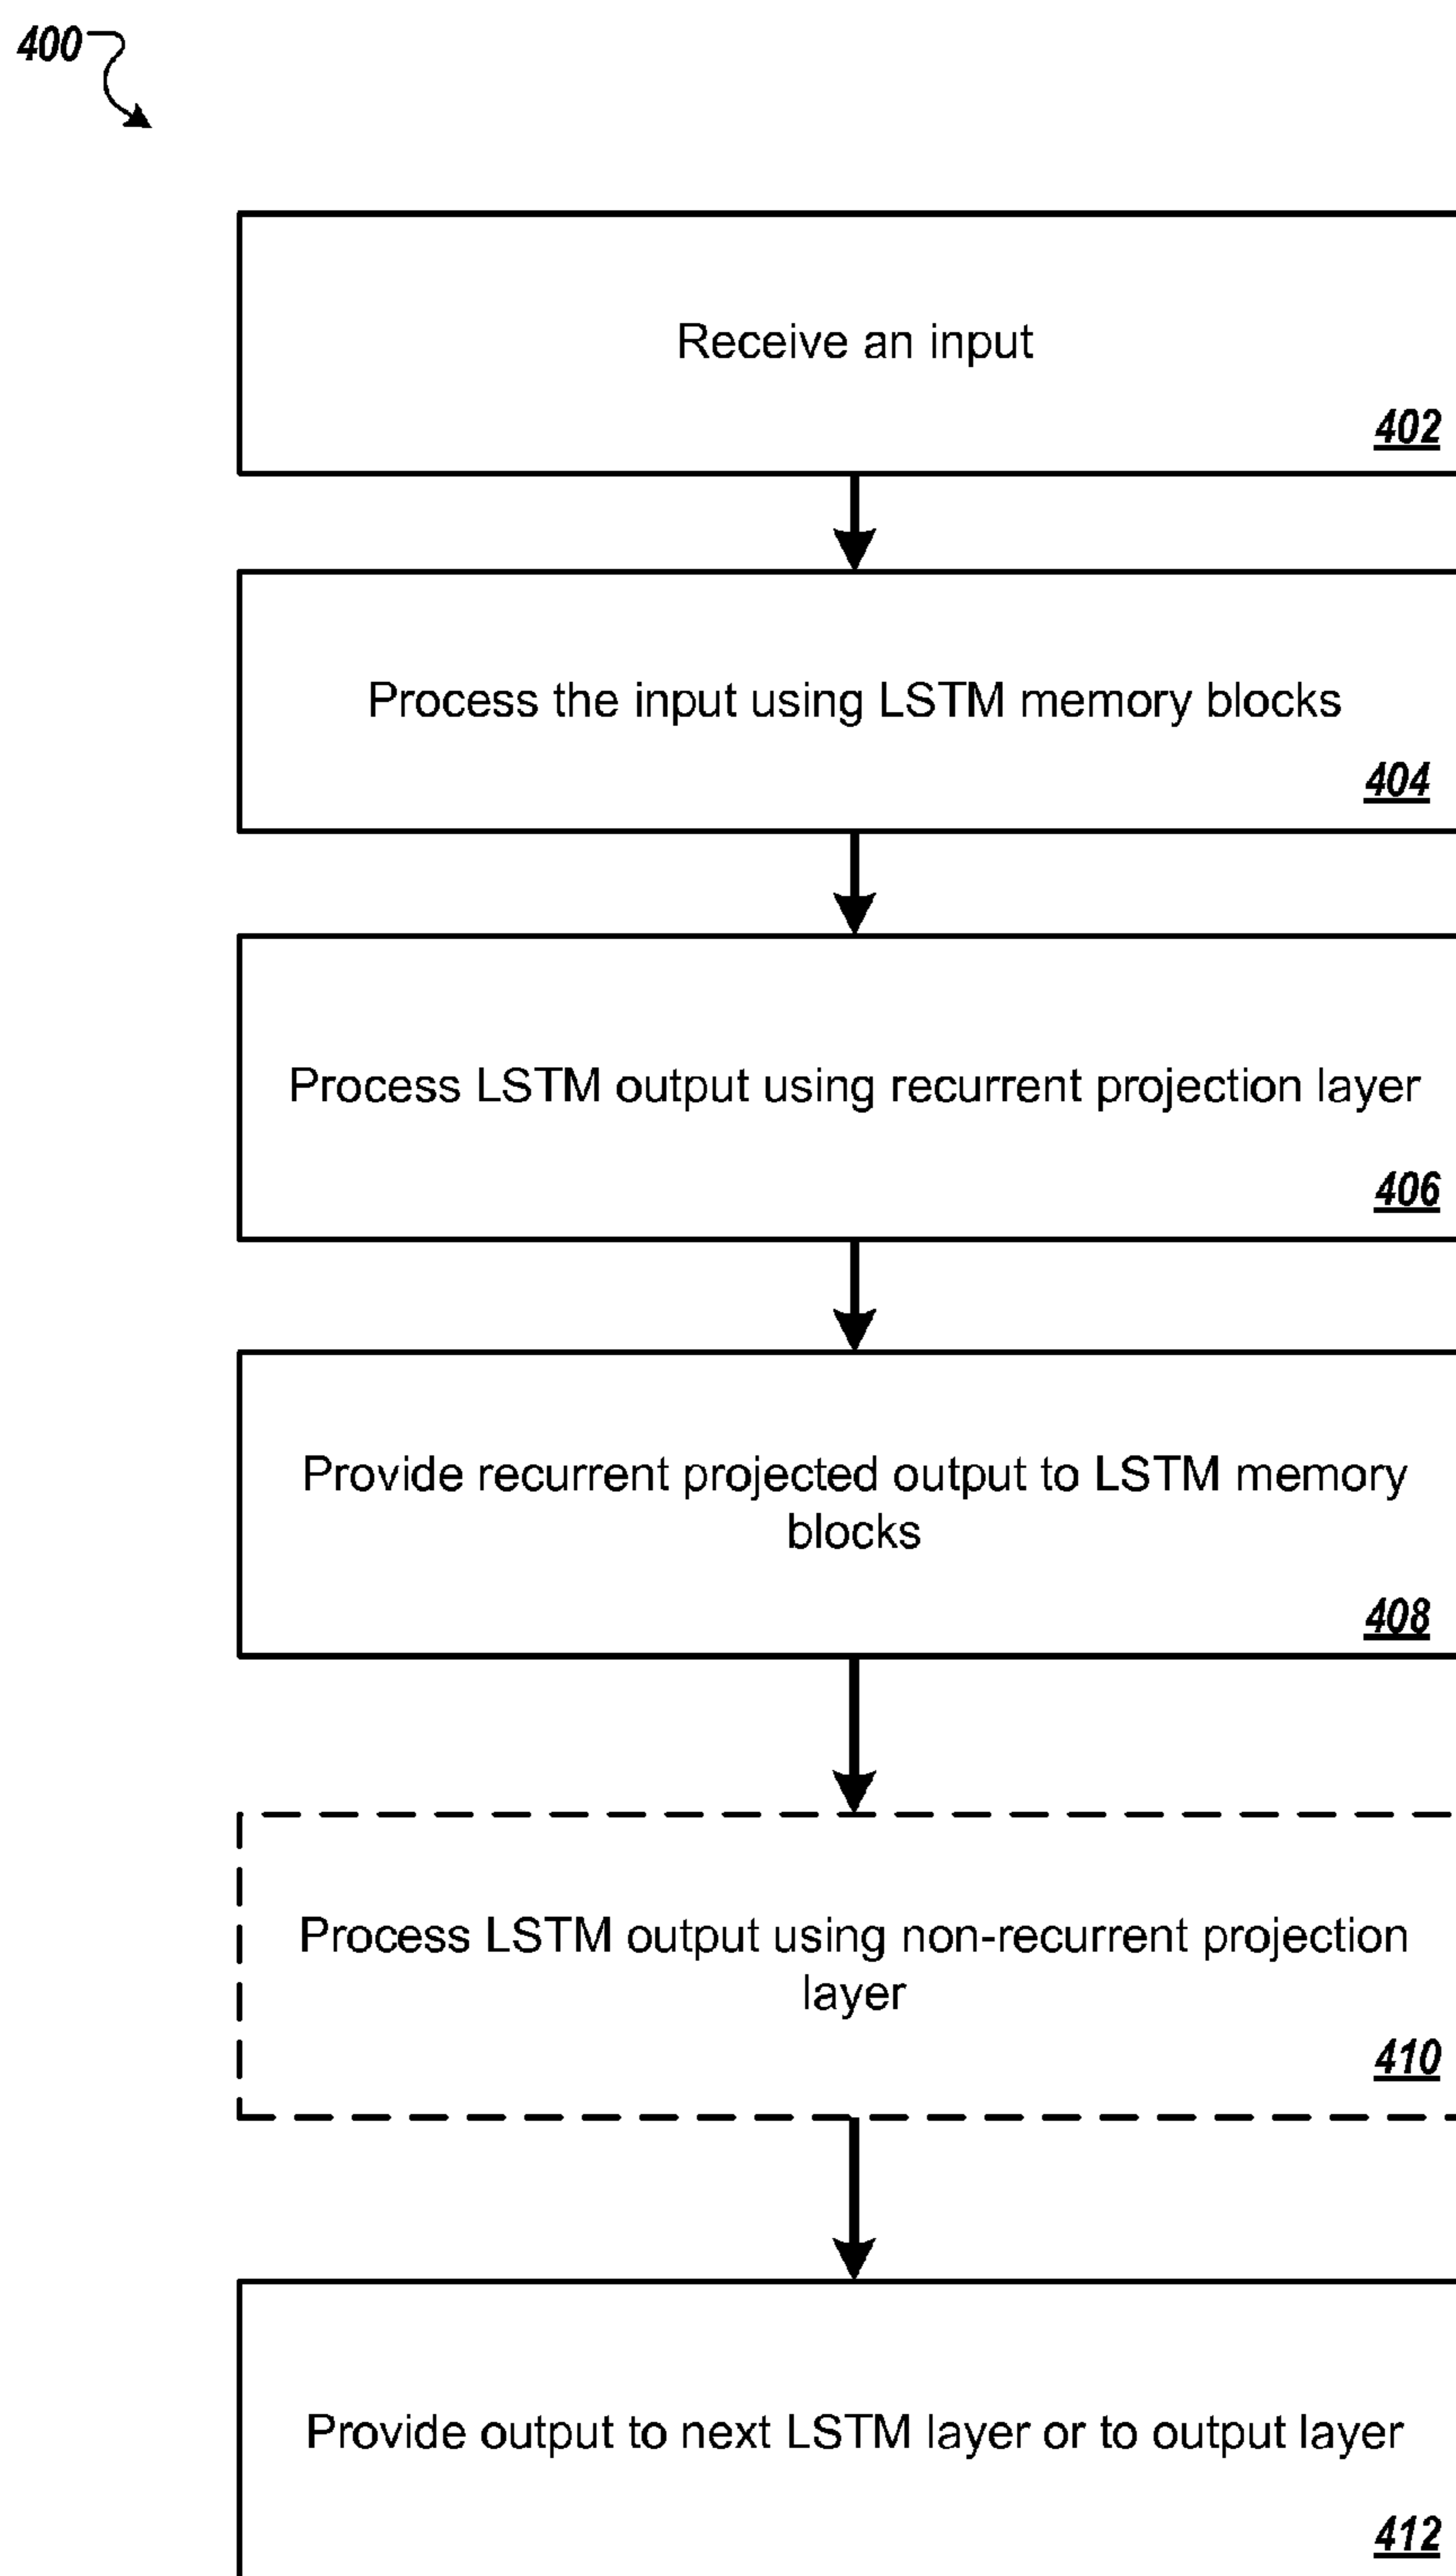 400
Receive an input
402
Process the input using LSTM memory blocks
404
Process LSTM output using recurrent projection layer
406
Provide recurrent projected output to LSTM memory
blocks
408
Process LSTM output using non-recurrent projection
layer
410
Provide output to next LSTM layer or to output layer
412